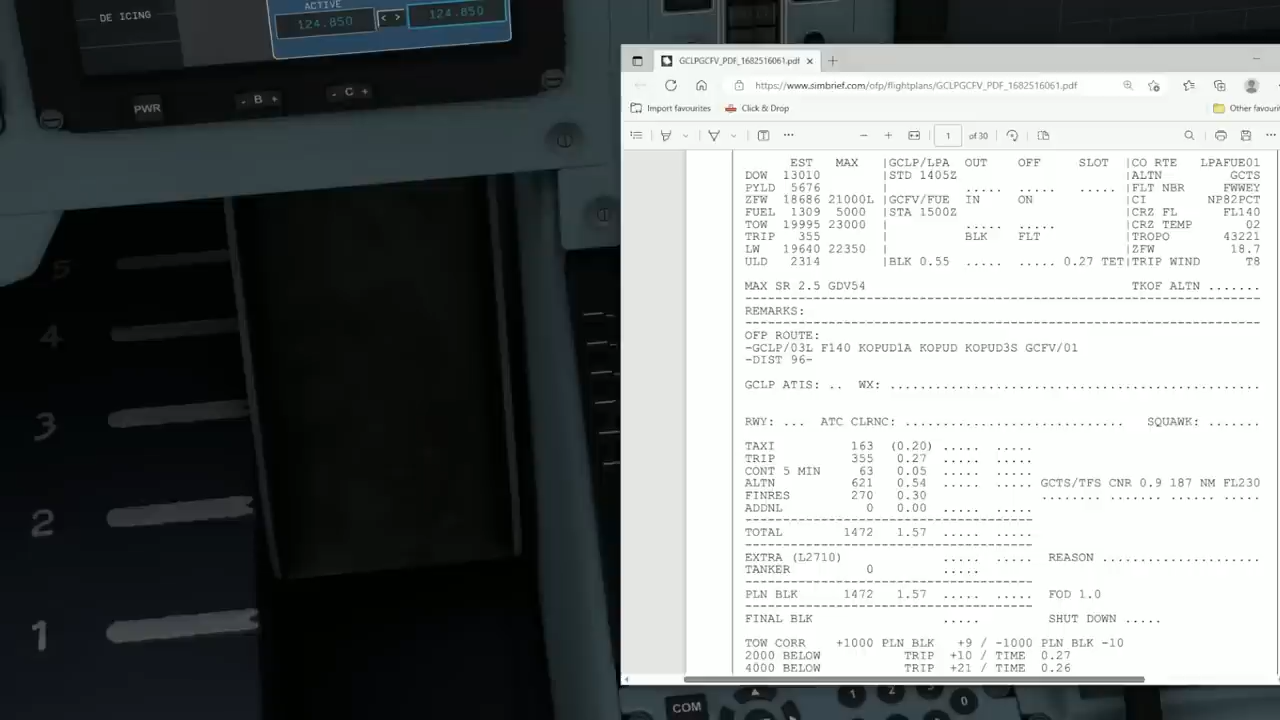 DE ICING
ACTIVE
124.850 < > 124.850
PWR
- B +
- C +
5
4
3
2
1
COM
1 2 3
0
GCLPGCFV_PDF_1682516061.pdf
https://www.simbrief.com/ofp/flightplans/GCLPGCFV_PDF_1682516061.pdf
Import favourites Click & Drop Other favouri
1 of 30
EST MAX |GCLP/LPA OUT OFF SLOT |CO RTE LPAFUE01
DOW 13010 |STD 1405Z |ALTN GCTS
PYLD 5676 | ..... ..... ..... |FLT NBR FWWEY
ZFW 18686 21000L |GCFV/FUE IN ON |CI NP82PCT
FUEL 1309 5000 |STA 1500Z |CRZ FL FL140
TOW 19995 23000 | ..... ..... |CRZ TEMP 02
TRIP 355 | BLK FLT |TROPO 43221
LW 19640 22350 | |ZFW 18.7
ULD 2314 |BLK 0.55 ..... ..... 0.27 TET|TRIP WIND T8
MAX SR 2.5 GDV54 TKOF ALTN .......
REMARKS:
OFP ROUTE:
-GCLP/03L F140 KOPUD1A KOPUD KOPUD3S GCFV/01
-DIST 96-
GCLP ATIS: .. WX: ............................................................
RWY: ... ATC CLRNC: ................................... SQUAWK: .......
TAXI 163 (0.20) ..... .....
TRIP 355 0.27 ..... .....
CONT 5 MIN 63 0.05 ..... .....
ALTN 621 0.54 ..... ..... GCTS/TFS CNR 0.9 187 NM FL230
FINRES 270 0.30 ..... ..... ........ ...... ..... .....
ADDNL 0 0.00 ..... .....
TOTAL 1472 1.57 ..... .....
EXTRA (L2710) ..... ..... REASON ......................
TANKER 0 .....
PLN BLK 1472 1.57 ..... ..... FOD 1.0
FINAL BLK ..... SHUT DOWN .....
TOW CORR +1000 PLN BLK +9 / -1000 PLN BLK -10
2000 BELOW TRIP +10 / TIME 0.27
4000 BELOW TRIP +21 / TIME 0.26